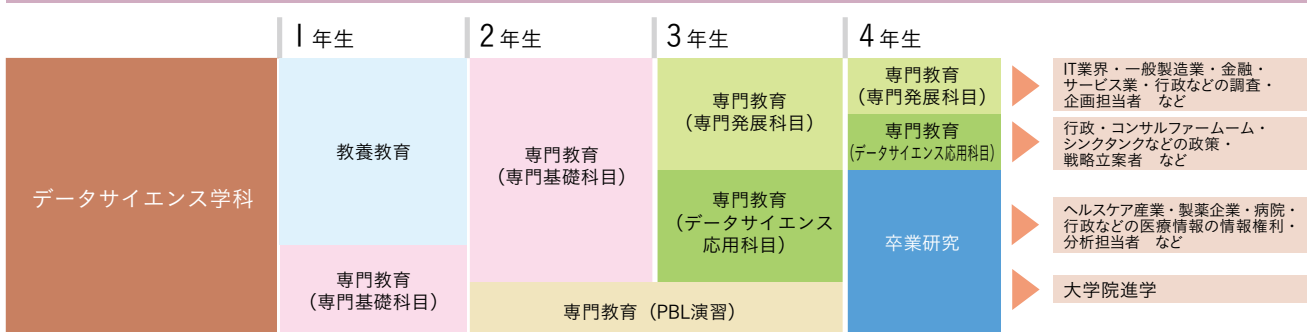 1年生
2年生
3年生
4年生
データサイエンス学科
教養教育
専門教育
(専門基礎科目)
専門教育
(専門基礎科目)
専門教育(PBL演習)
専門教育
(専門発展科目)
専門教育
(データサイエンス
応用科目)
専門教育
(専門発展科目)
専門教育
(データサイエンス応用科目)
卒業研究
IT業界・一般製造業・金融・
サービス業・行政などの調査・
企画担当者 など
行政・コンサルファームーム・
シンクタンクなどの政策・
戦略立案者 など
ヘルスケア産業・製薬企業・病院・
行政などの医療情報の情報権利・
分析担当者 など
大学院進学